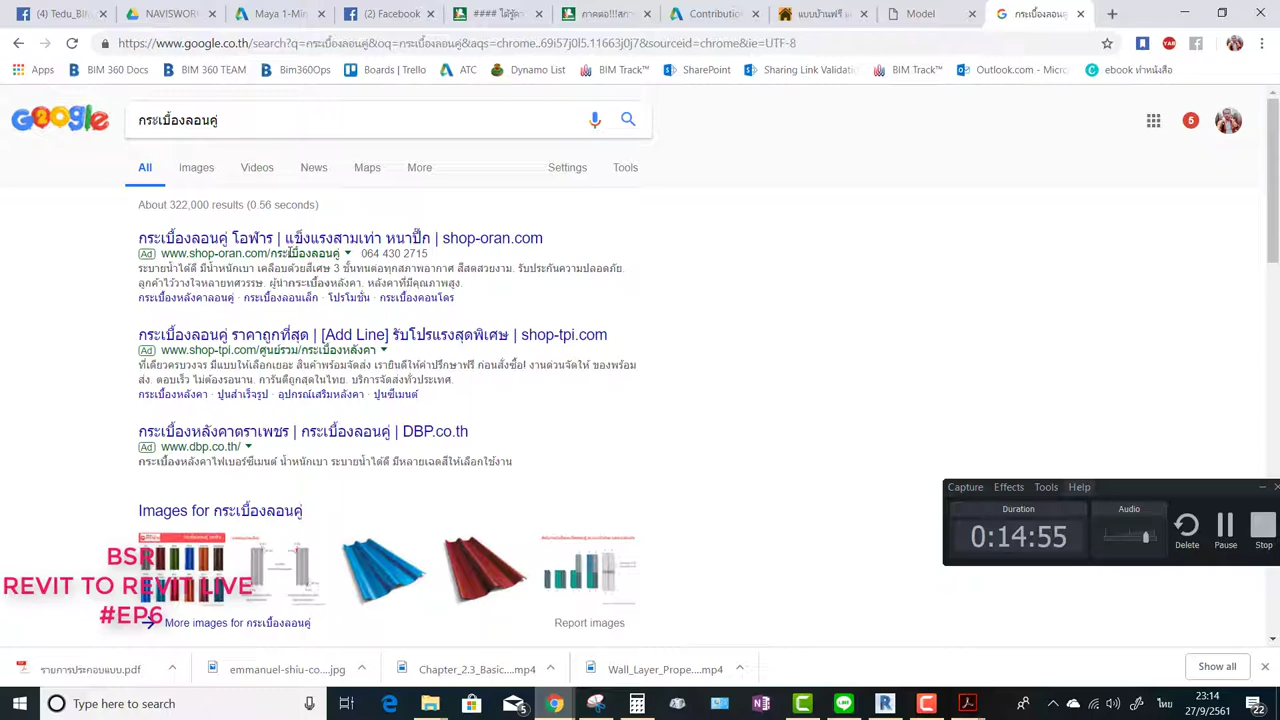 (4) NAVISWOR
(2) Faceboo
(2) Facebook
#### ได้รู้จั
ภาคต่อ!!!สกา
Contribution
แบบบ้านฟรี แ
Model
กระเบื้องลอนคู่
https://www.google.co.th/search?q=กระเบื้องลอนคู่&oq=กระเบื้องลอนคู่&aqs=chrome..69i57j0l5.11663j0j7&sourceid=chrome&ie=UTF-8
Apps
BIM 360 Docs
BIM 360 TEAM
Bim360Ops
Boards | Trello
ATC
Dynamo List
BIM Track™
SharePoint
Sharing Link Validati
BIM Track™
Outlook.com - Micr
ebook ทำหนังสือ
Google
กระเบื้องลอนคู่
5
All Images Videos News Maps More Settings Tools
About 322,000 results (0.56 seconds)
กระเบื้องลอนคู่ โอฬาร | แข็งแรงสามเท่า หนาปึ๊ก | shop-oran.com
Ad www.shop-oran.com/กระเบื้องลอนคู่ 064 430 2715
ระบายน้ำได้ดี มีน้ำหนักเบา เคลือบด้วยสีเศษ 3 ชั้นทนต่อทุกสภาพอากาศ สีสดสวยงาม. รับประกันความปลอดภัย.
ลูกค้าไว้วางใจหลายทศวรรษ. ผู้นำกระเบื้องหลังคา. หลังคาที่มีคุณภาพสูง.
กระเบื้องหลังคาลอนคู่ · กระเบื้องลอนเล็ก · โปรโมชั่น · กระเบื้องคอนโดร
กระเบื้องลอนคู่ ราคาถูกที่สุด | [Add Line] รับโปรแรงสุดพิเศษ | shop-tpi.com
Ad www.shop-tpi.com/ศูนย์รวม/กระเบื้องหลังคา
ที่เดียวครบวงจร มีแบบให้เลือกเยอะ สินค้าพร้อมจัดส่ง เรายินดีให้คำปรึกษาฟรี ก่อนสั่งซื้อ! งานด่วนจัดให้ ของพร้อม
ส่ง. ตอบเร็ว ไม่ต้องรอนาน. การันตีถูกสุดในไทย. บริการจัดส่งทั่วประเทศ.
กระเบื้องหลังคา · ปูนสำเร็จรูป · อุปกรณ์เสริมหลังคา · ปูนซีเมนต์
กระเบื้องหลังคาตราเพชร | กระเบื้องลอนคู่ | DBP.co.th
Ad www.dbp.co.th/
กระเบื้องหลังคาไฟเบอร์ซีเมนต์ น้ำหนักเบา ระบายน้ำได้ดี มีหลายเฉดสีให้เลือกใช้งาน
Images for กระเบื้องลอนคู่
More images for กระเบื้องลอนคู่
Report images
BSR
REVIT TO REVIT LIVE
#EP6
Capture Effects Tools Help
Duration
0:14:55
Audio
Delete Pause Stop
รายการประกอบแบบ.pdf
emmanuel-shiu-co....jpg
Chapter_2.3_Basic....mp4
Wall_Layer_Prope....mp4
Show all
Type here to search
ไทย
23:14
27/9/2561
22